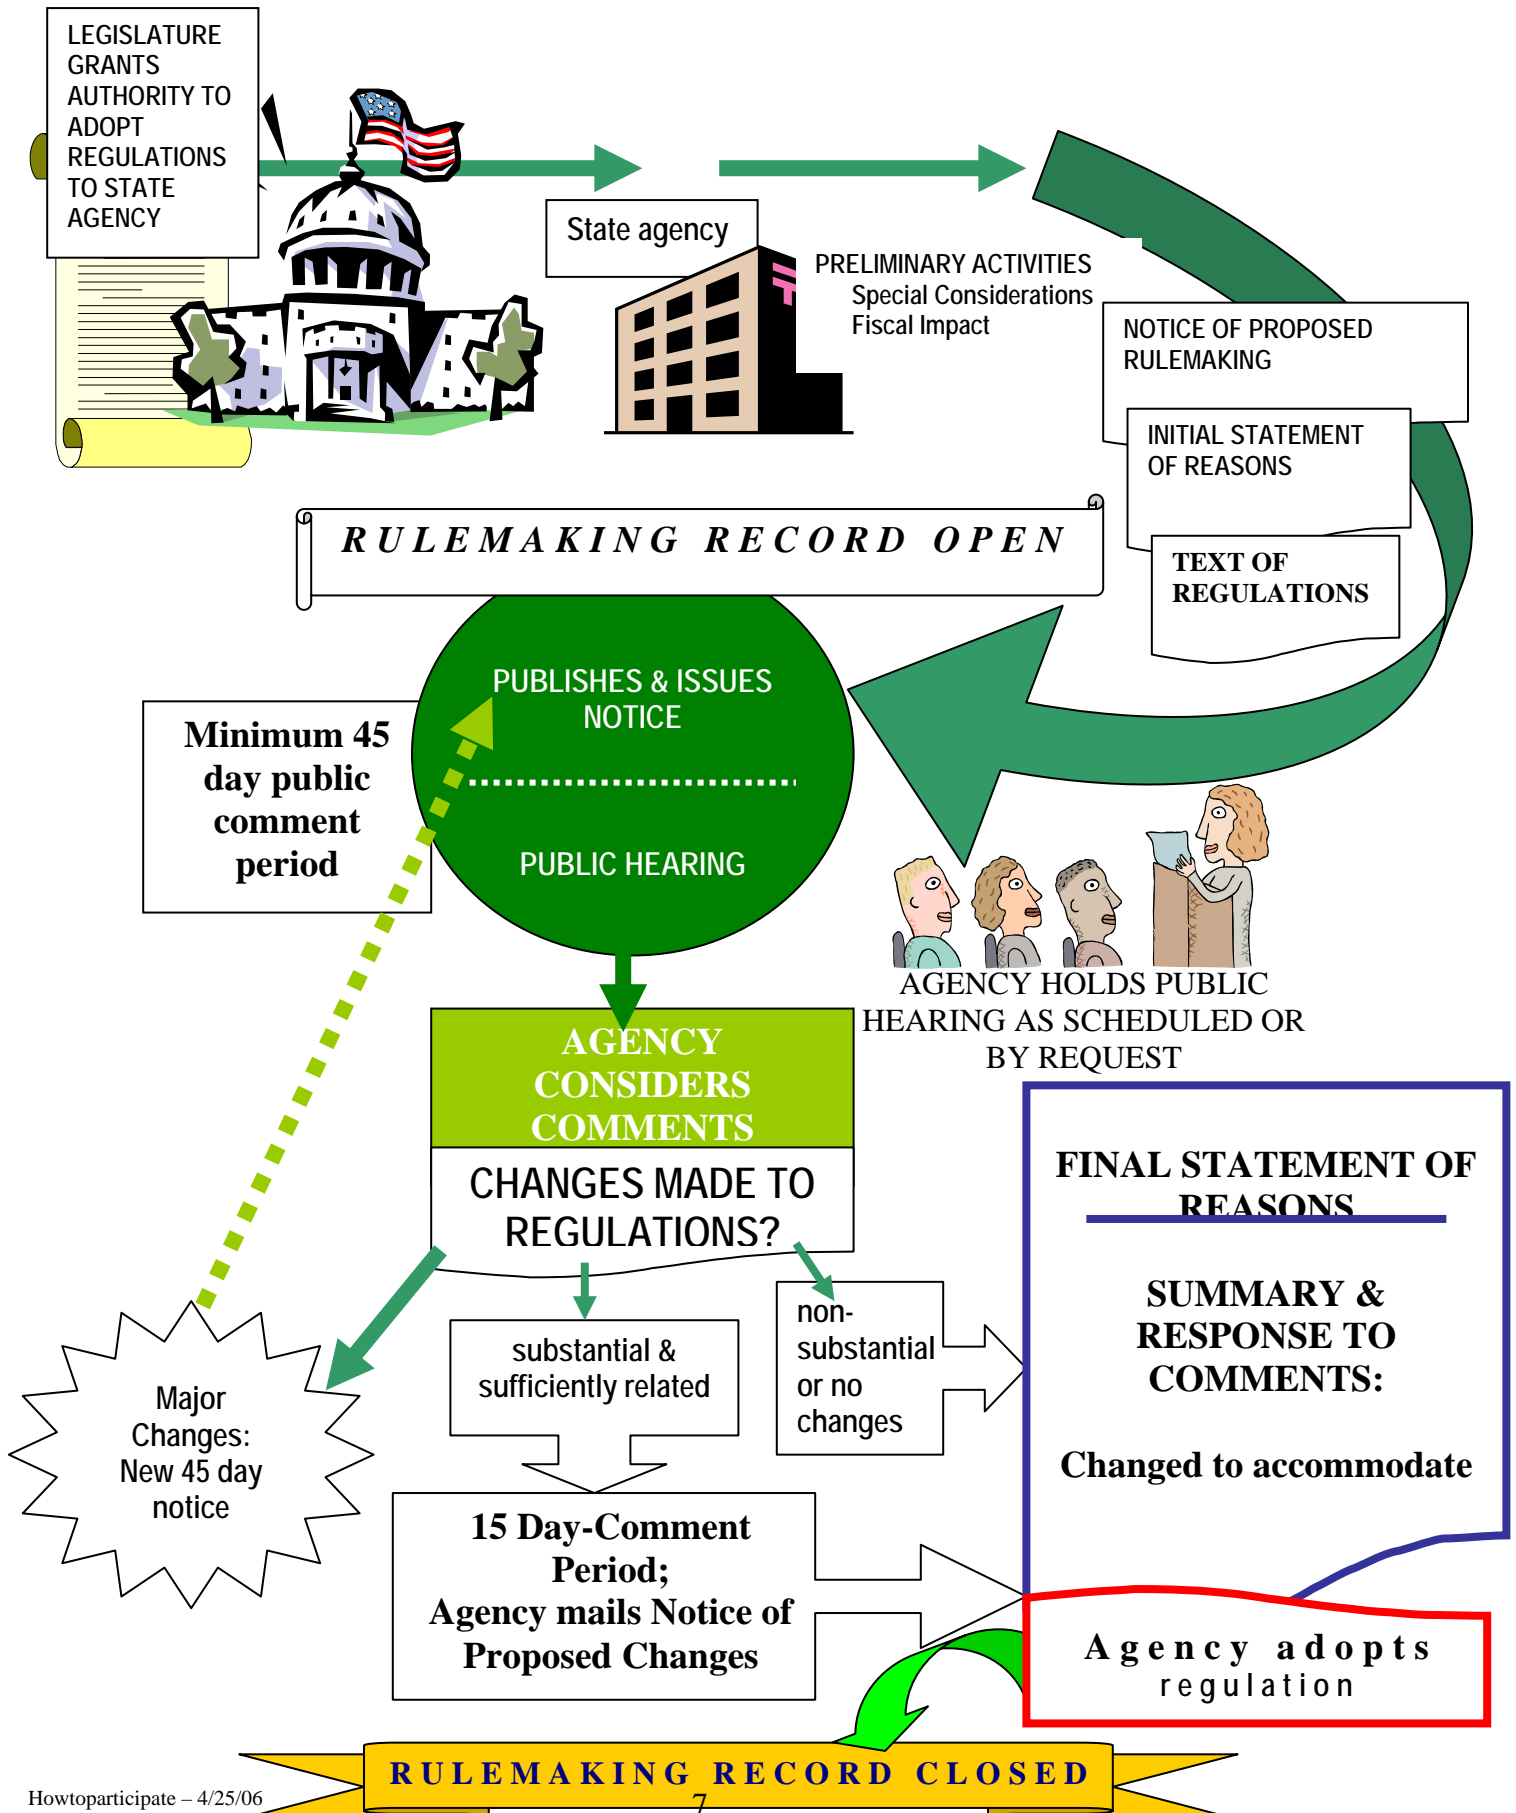 LEGISLATURE
GRANTS
AUTHORITY TO
ADOPT
REGULATIONS
TO STATE
AGENCY
State agency
PRELIMINARY ACTIVITIES
Special Considerations
Fiscal Impact
NOTICE OF PROPOSED
RULEMAKING
INITIAL STATEMENT
OF REASONS
TEXT OF
REGULATIONS
RULEMAKING RECORD OPEN
PUBLISHES & ISSUES
NOTICE
PUBLIC HEARING
Minimum 45
day public
comment
period
AGENCY HOLDS PUBLIC
HEARING AS SCHEDULED OR
BY REQUEST
AGENCY
CONSIDERS
COMMENTS
CHANGES MADE TO
REGULATIONS?
Major
Changes:
New 45 day
notice
substantial &
sufficiently related
non-
substantial
or no
changes
15 Day-Comment
Period;
Agency mails Notice of
Proposed Changes
FINAL STATEMENT OF
REASONS
SUMMARY &
RESPONSE TO
COMMENTS:
Changed to accommodate
Agency adopts
regulation
RULEMAKING RECORD CLOSED
Howtoparticipate – 4/25/06
7